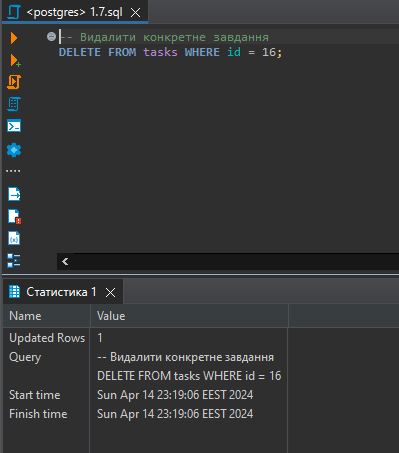 <postgres> 1.7.sql
-- Видалити конкретне завдання
DELETE FROM tasks WHERE id = 16;
Статистика 1
Name Value
Updated Rows 1
Query -- Видалити конкретне завдання
DELETE FROM tasks WHERE id = 16
Start time Sun Apr 14 23:19:06 EEST 2024
Finish time Sun Apr 14 23:19:06 EEST 2024